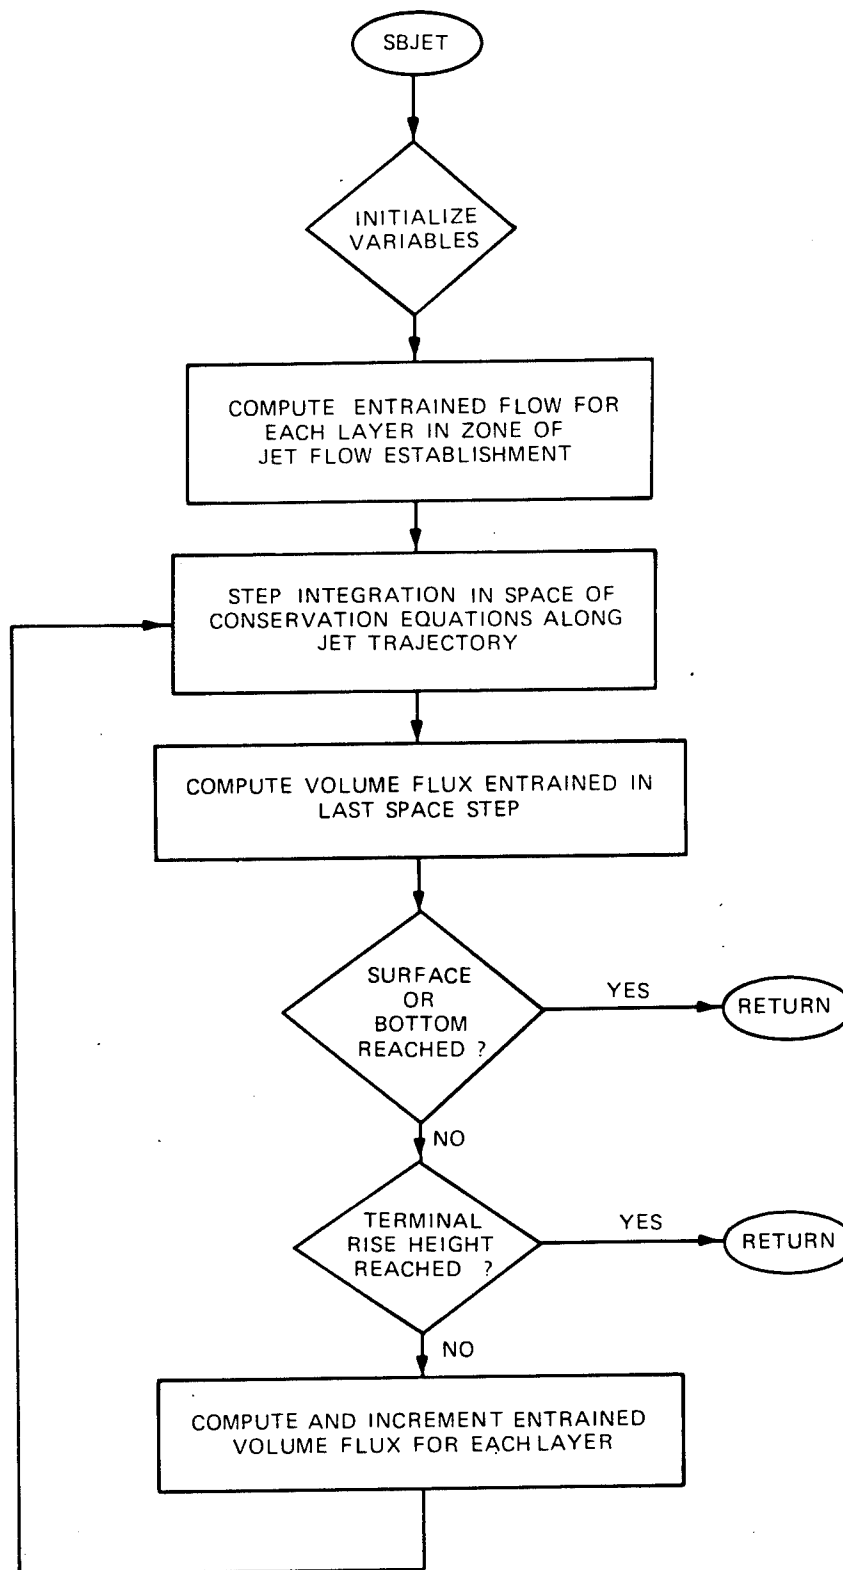 SBJET
INITIALIZE
VARIABLES
COMPUTE ENTRAINED FLOW FOR
EACH LAYER IN ZONE OF
JET FLOW ESTABLISHMENT
STEP INTEGRATION IN SPACE OF
CONSERVATION EQUATIONS ALONG
JET TRAJECTORY
COMPUTE VOLUME FLUX ENTRAINED IN
LAST SPACE STEP
SURFACE
OR
BOTTOM
REACHED ?
YES
RETURN
NO
TERMINAL
RISE HEIGHT
REACHED ?
YES
RETURN
NO
COMPUTE AND INCREMENT ENTRAINED
VOLUME FLUX FOR EACH LAYER